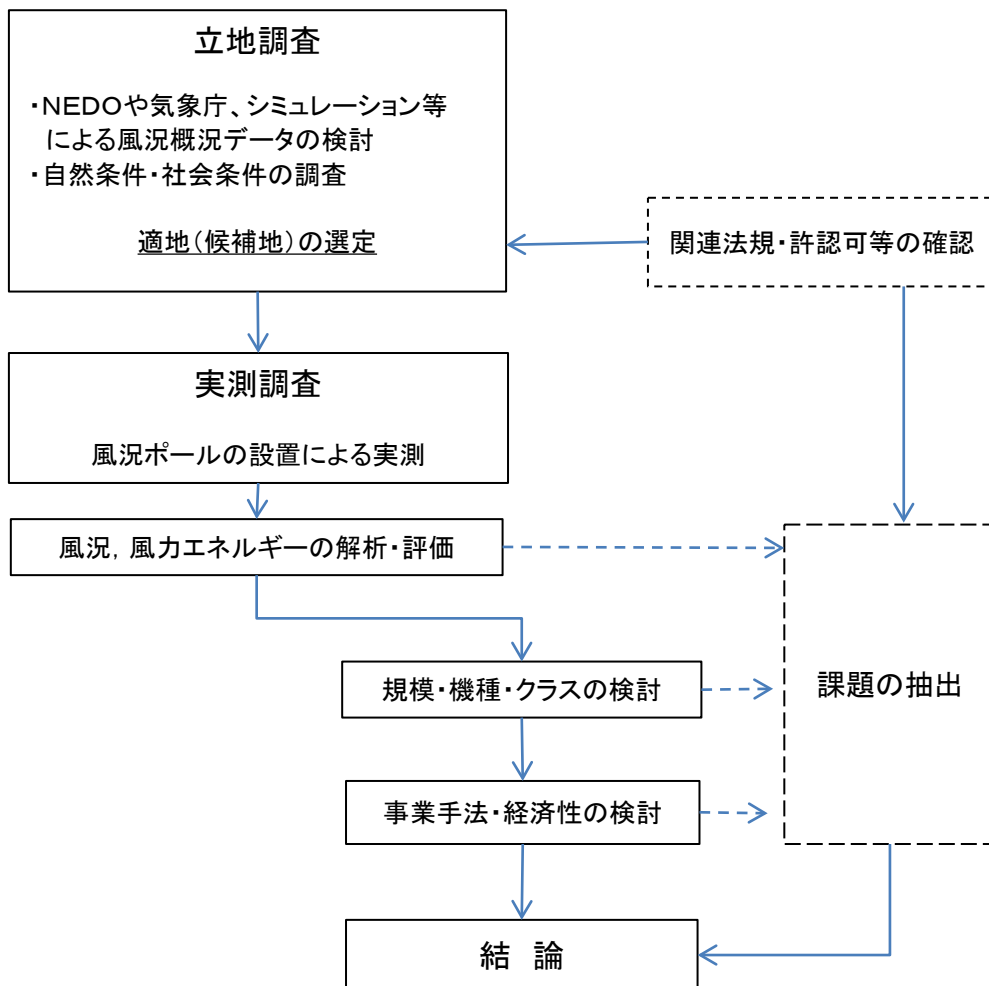 立地調査
・NEDOや気象庁、シミュレーション等
による風況概況データの検討
・自然条件・社会条件の調査
適地(候補地)の選定
関連法規・許認可等の確認
実測調査
風況ポールの設置による実測
風況, 風力エネルギーの解析・評価
規模・機種・クラスの検討
課題の抽出
事業手法・経済性の検討
結 論